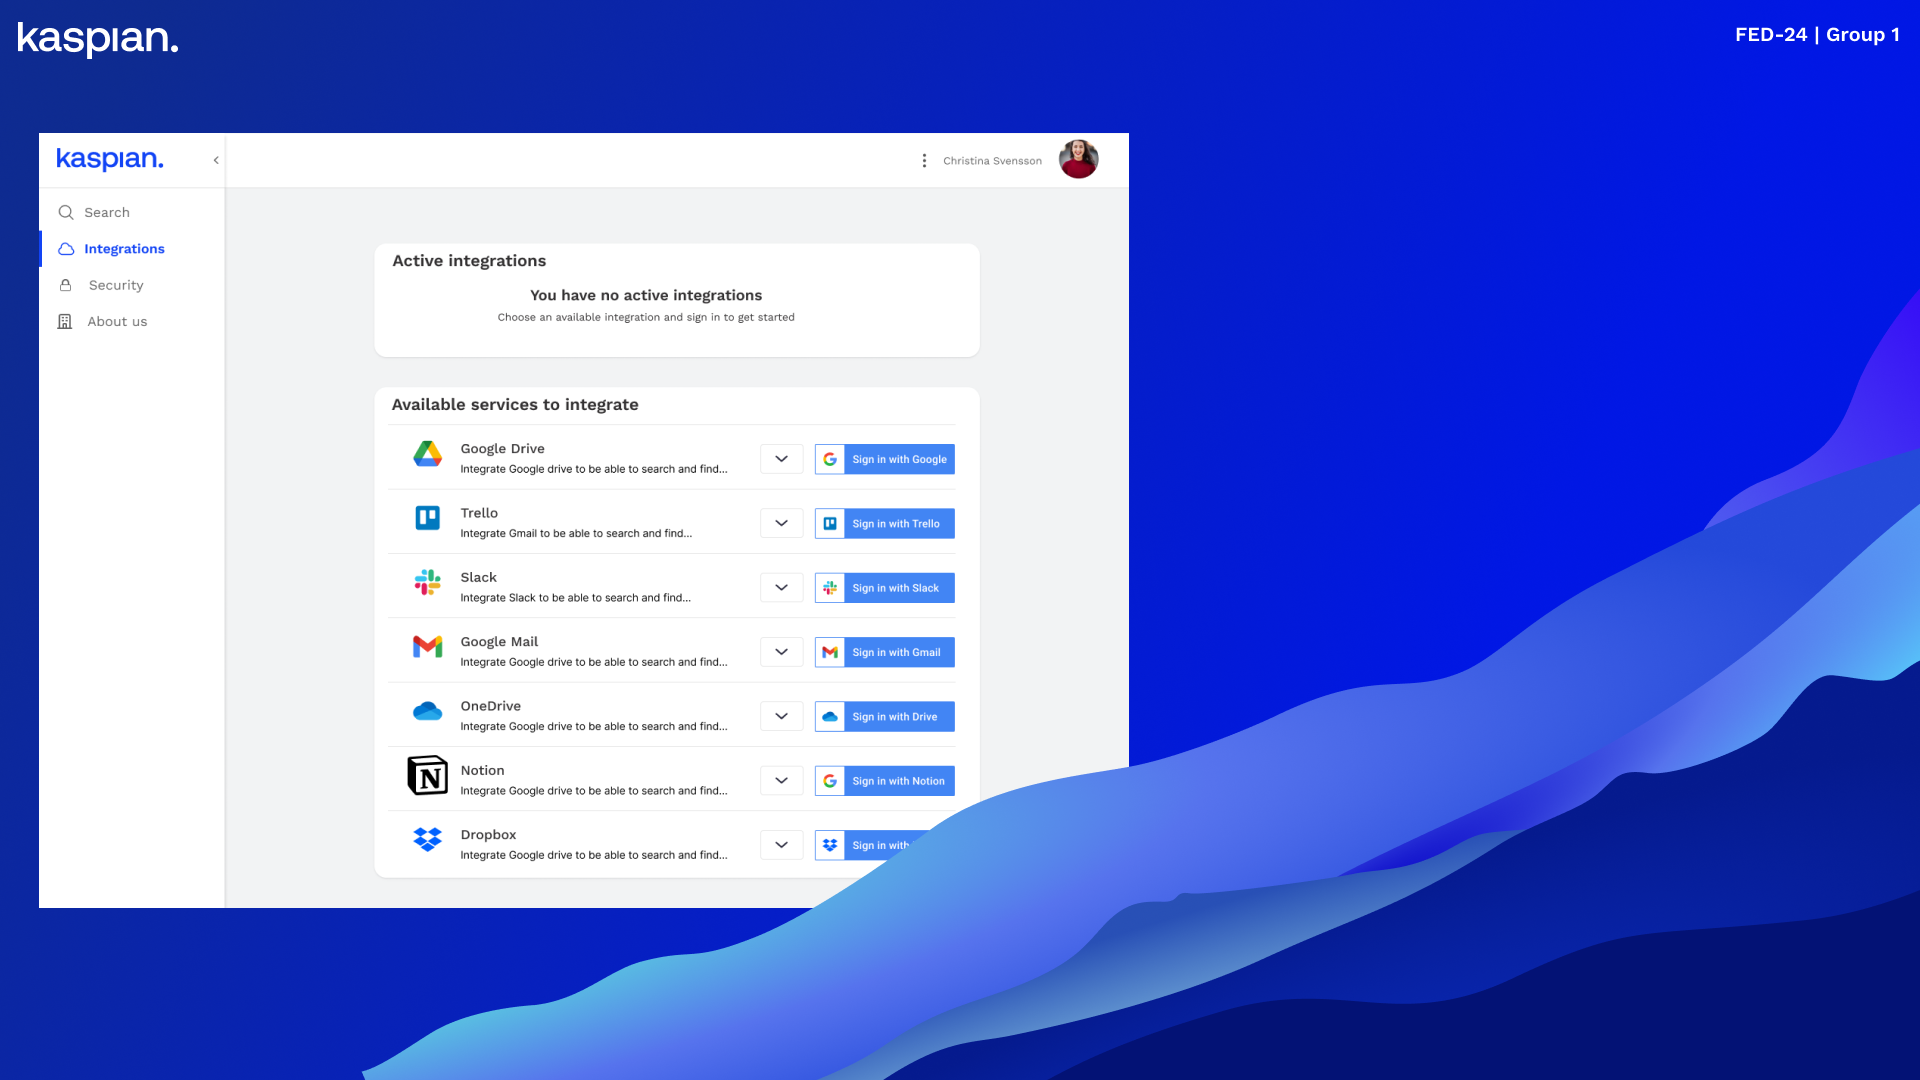 kaspian.
FED-24 | Group 1
kaspian.
Christina Svensson
Search
Integrations
Security
About us
Active integrations
You have no active integrations
Choose an available integration and sign in to get started
Available services to integrate
Google Drive
Integrate Google drive to be able to search and find...
Sign in with Google
Trello
Integrate Gmail to be able to search and find...
Sign in with Trello
Slack
Integrate Slack to be able to search and find...
Sign in with Slack
Google Mail
Integrate Google drive to be able to search and find...
Sign in with Gmail
OneDrive
Integrate Google drive to be able to search and find...
Sign in with Drive
Notion
Integrate Google drive to be able to search and find...
Sign in with Notion
Dropbox
Integrate Google drive to be able to search and find...
Sign in with